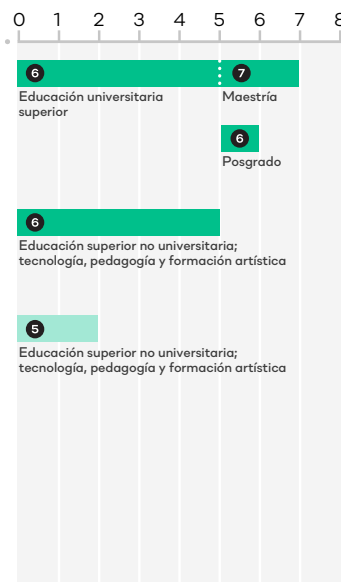 0 1 2 3 4 5 6 7 8
6 7
Educación universitaria
superior
Maestría
6
Posgrado
6
Educación superior no universitaria;
tecnología, pedagogía y formación artística
5
Educación superior no universitaria;
tecnología, pedagogía y formación artística